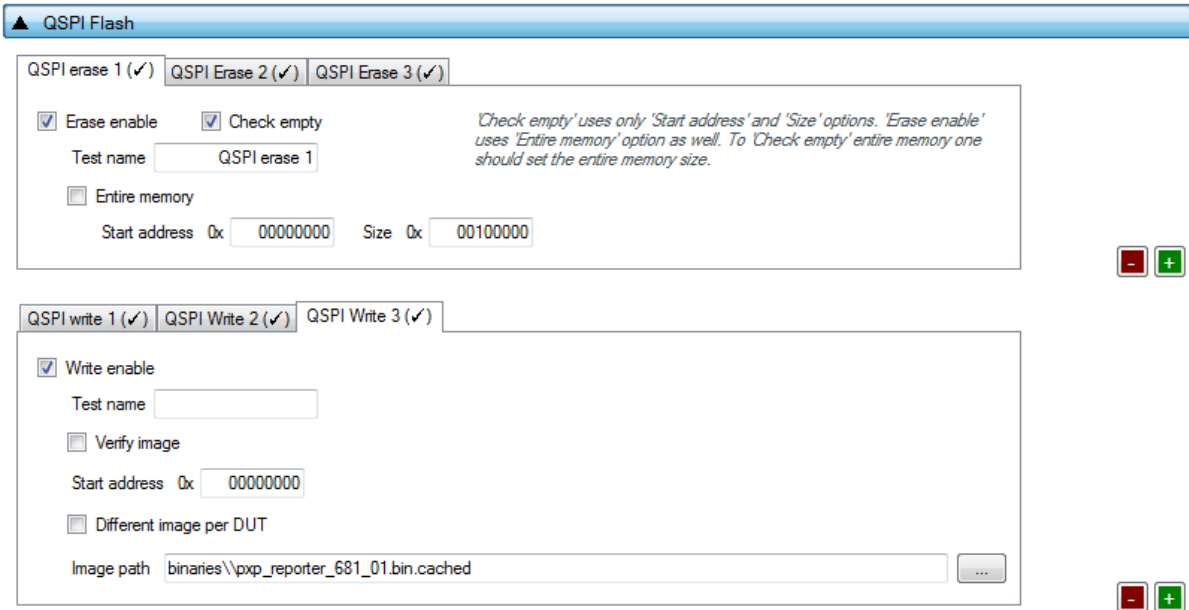 ▲ QSPI Flash
QSPI erase 1 (✓) QSPI Erase 2 (✓) QSPI Erase 3 (✓)
Erase enable Check empty
'Check empty' uses only 'Start address' and 'Size' options. 'Erase enable'
uses 'Entire memory' option as well. To 'Check empty' entire memory one
should set the entire memory size.
Test name QSPI erase 1
Entire memory
Start address 0x 00000000 Size 0x 00100000
- +
QSPI write 1 (✓) QSPI Write 2 (✓) QSPI Write 3 (✓)
Write enable
Test name
Verify image
Start address 0x 00000000
Different image per DUT
Image path binaries\\pxp_reporter_681_01.bin.cached ...
- +